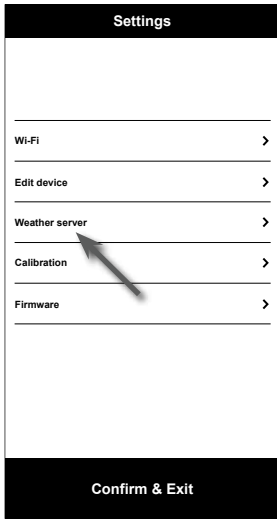 Settings
Wi-Fi
Edit device
Weather server
Calibration
Firmware
Confirm & Exit